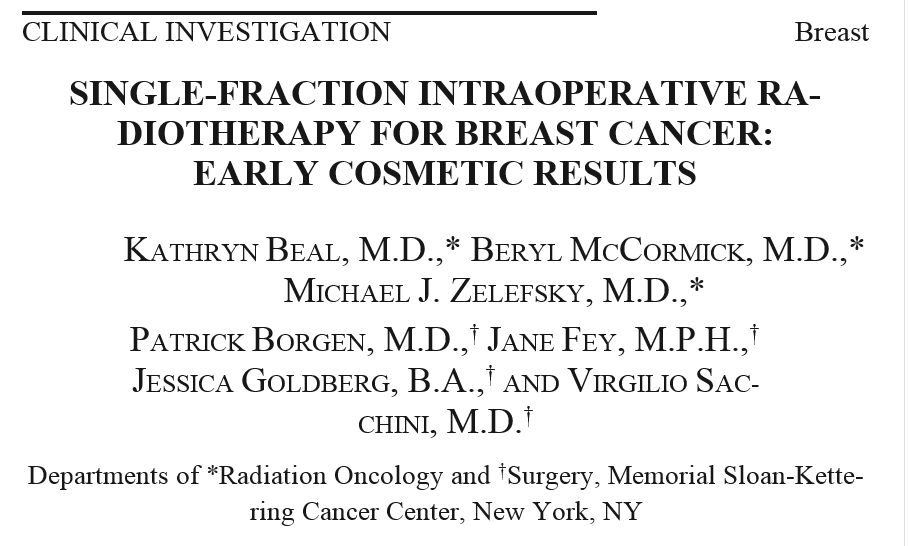 CLINICAL INVESTIGATION Breast
SINGLE-FRACTION INTRAOPERATIVE RA-
DIOTHERAPY FOR BREAST CANCER:
EARLY COSMETIC RESULTS
KATHRYN BEAL, M.D.,* BERYL MCCORMICK, M.D.,*
MICHAEL J. ZELEFSKY, M.D.,*
PATRICK BORGEN, M.D.,† JANE FEY, M.P.H.,†
JESSICA GOLDBERG, B.A.,† AND VIRGILIO SAC-
CHINI, M.D.†
Departments of *Radiation Oncology and †Surgery, Memorial Sloan-Kette-
ring Cancer Center, New York, NY